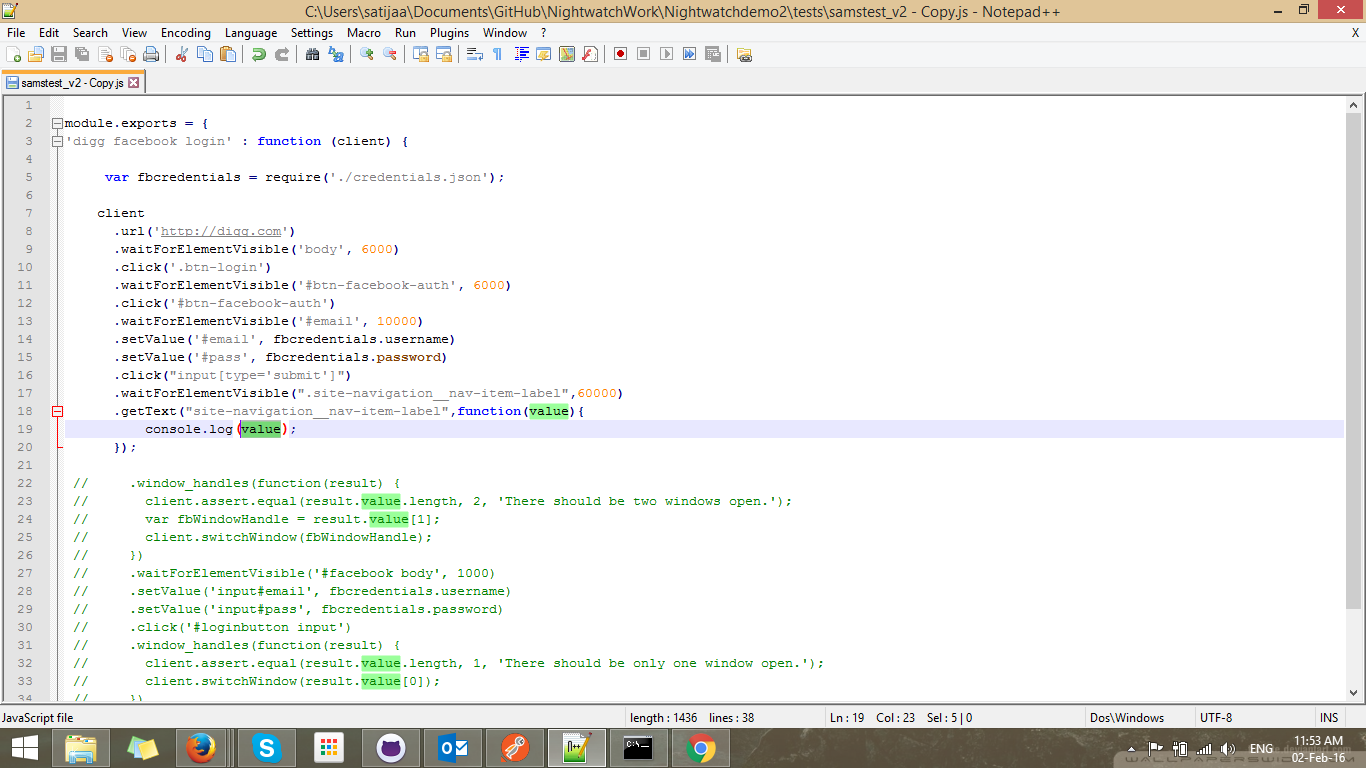 C:\Users\satijaa\Documents\GitHub\NightwatchWork\Nightwatchdemo2\tests\samstest_v2 - Copy.js - Notepad++
File Edit Search View Encoding Language Settings Macro Run Plugins Window ? X
samstest_v2 - Copy.js
1
2 module.exports = {
3 'digg facebook login' : function (client) {
4
5 var fbcredentials = require('./credentials.json');
6
7 client
8 .url('http://digg.com')
9 .waitForElementVisible('body', 6000)
10 .click('.btn-login')
11 .waitForElementVisible('#btn-facebook-auth', 6000)
12 .click('#btn-facebook-auth')
13 .waitForElementVisible('#email', 10000)
14 .setValue('#email', fbcredentials.username)
15 .setValue('#pass', fbcredentials.password)
16 .click("input[type='submit']")
17 .waitForElementVisible(".site-navigation__nav-item-label",60000)
18 .getText("site-navigation__nav-item-label",function(value){
19 console.log(value);
20 });
21
22 // .window_handles(function(result) {
23 // client.assert.equal(result.value.length, 2, 'There should be two windows open.');
24 // var fbWindowHandle = result.value[1];
25 // client.switchWindow(fbWindowHandle);
26 // })
27 // .waitForElementVisible('#facebook body', 1000)
28 // .setValue('input#email', fbcredentials.username)
29 // .setValue('input#pass', fbcredentials.password)
30 // .click('#loginbutton input')
31 // .window_handles(function(result) {
32 // client.assert.equal(result.value.length, 1, 'There should be only one window open.');
33 // client.switchWindow(result.value[0]);
34 // })
JavaScript file length : 1436 lines : 38 Ln : 19 Col : 23 Sel : 5 | 0 Dos\Windows UTF-8 INS
ENG 11:53 AM
02-Feb-16